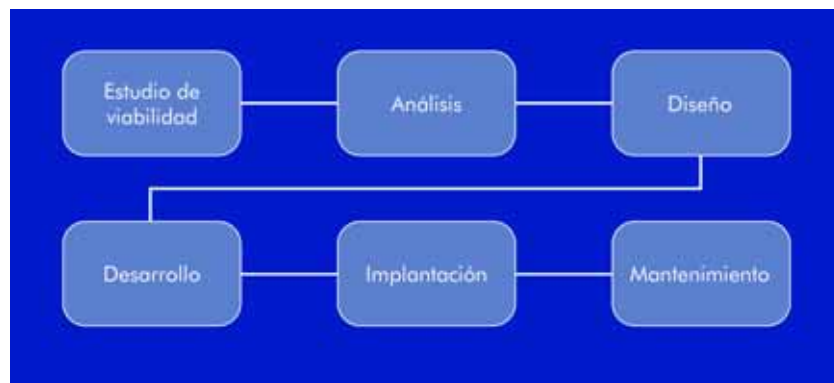 Estudio de
viabilidad
Análisis
Diseño
Desarrollo
Implantación
Mantenimiento